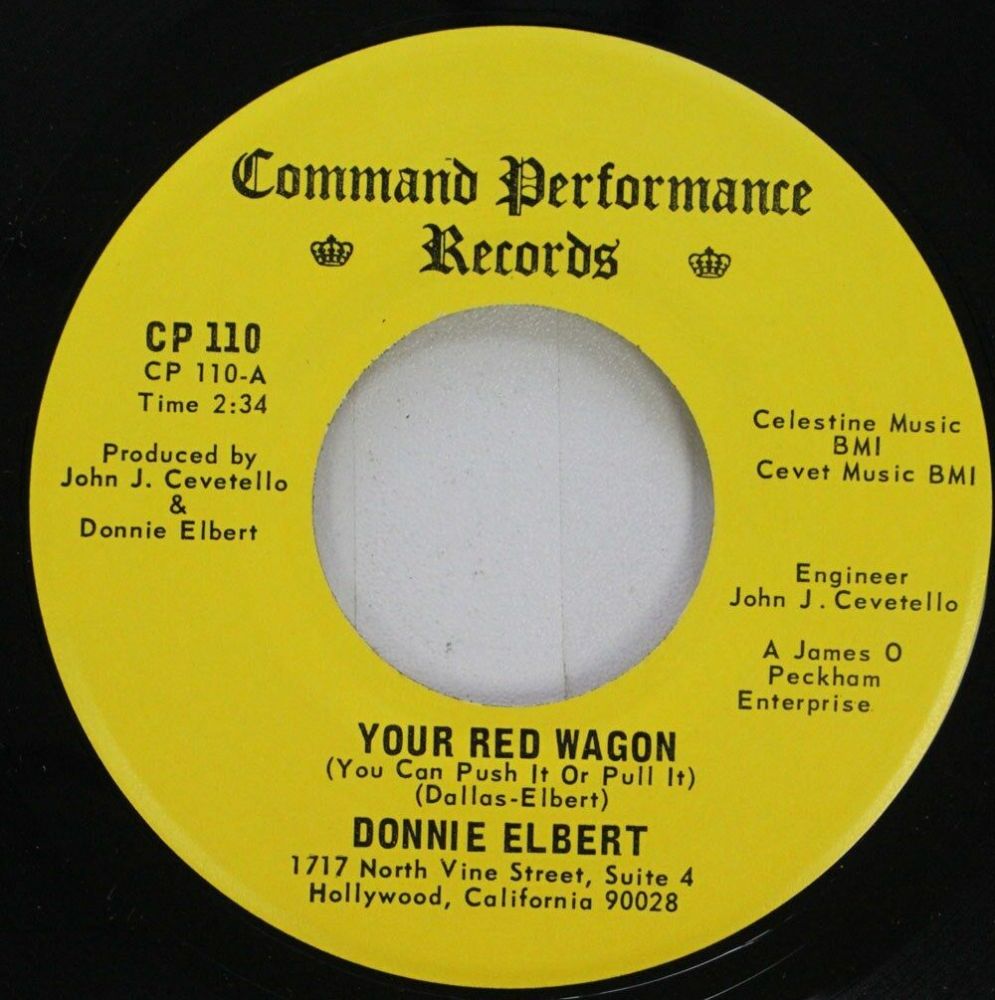 Command Performance
Records
CP 110
CP 110-A
Time 2:34
Produced by
John J. Cevetello
&
Donnie Elbert
Celestine Music
BMI
Cevet Music BMI
Engineer
John J. Cevetello
A James O
Peckham
Enterprise
YOUR RED WAGON
(You Can Push It Or Pull It)
(Dallas-Elbert)
DONNIE ELBERT
1717 North Vine Street, Suite 4
Hollywood, California 90028